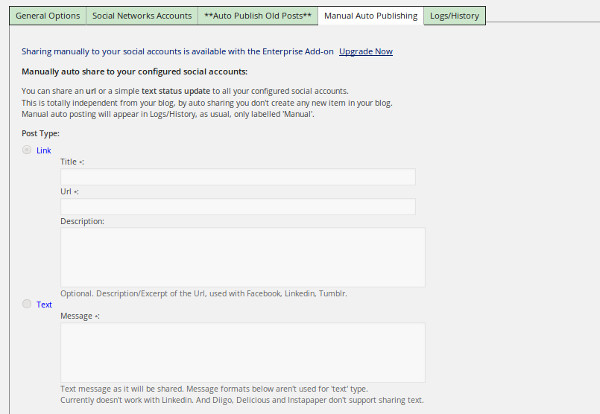 General Options Social Networks Accounts **Auto Publish Old Posts** Manual Auto Publishing Logs/History
Sharing manually to your social accounts is available with the Enterprise Add-on Upgrade Now
Manually auto share to your configured social accounts:
You can share an url or a simple text status update to all your configured social accounts.
This is totally independent from your blog, by auto sharing you don't create any new item in your blog.
Manual auto posting will appear in Logs/History, as usual, only labelled 'Manual'.
Post Type:
Link
Title *:
Url *:
Description:
Optional. Description/Excerpt of the Url, used with Facebook, Linkedin, Tumblr.
Text
Message *:
Text message as it will be shared. Message formats below aren't used for 'text' type.
Currently doesn't work with Linkedin. And Diigo, Delicious and Instapaper don't support sharing text.